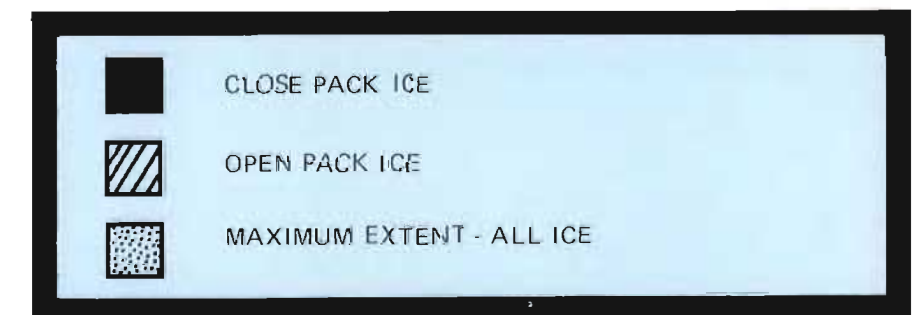 CLOSE PACK ICE
OPEN PACK ICE
MAXIMUM EXTENT - ALL ICE